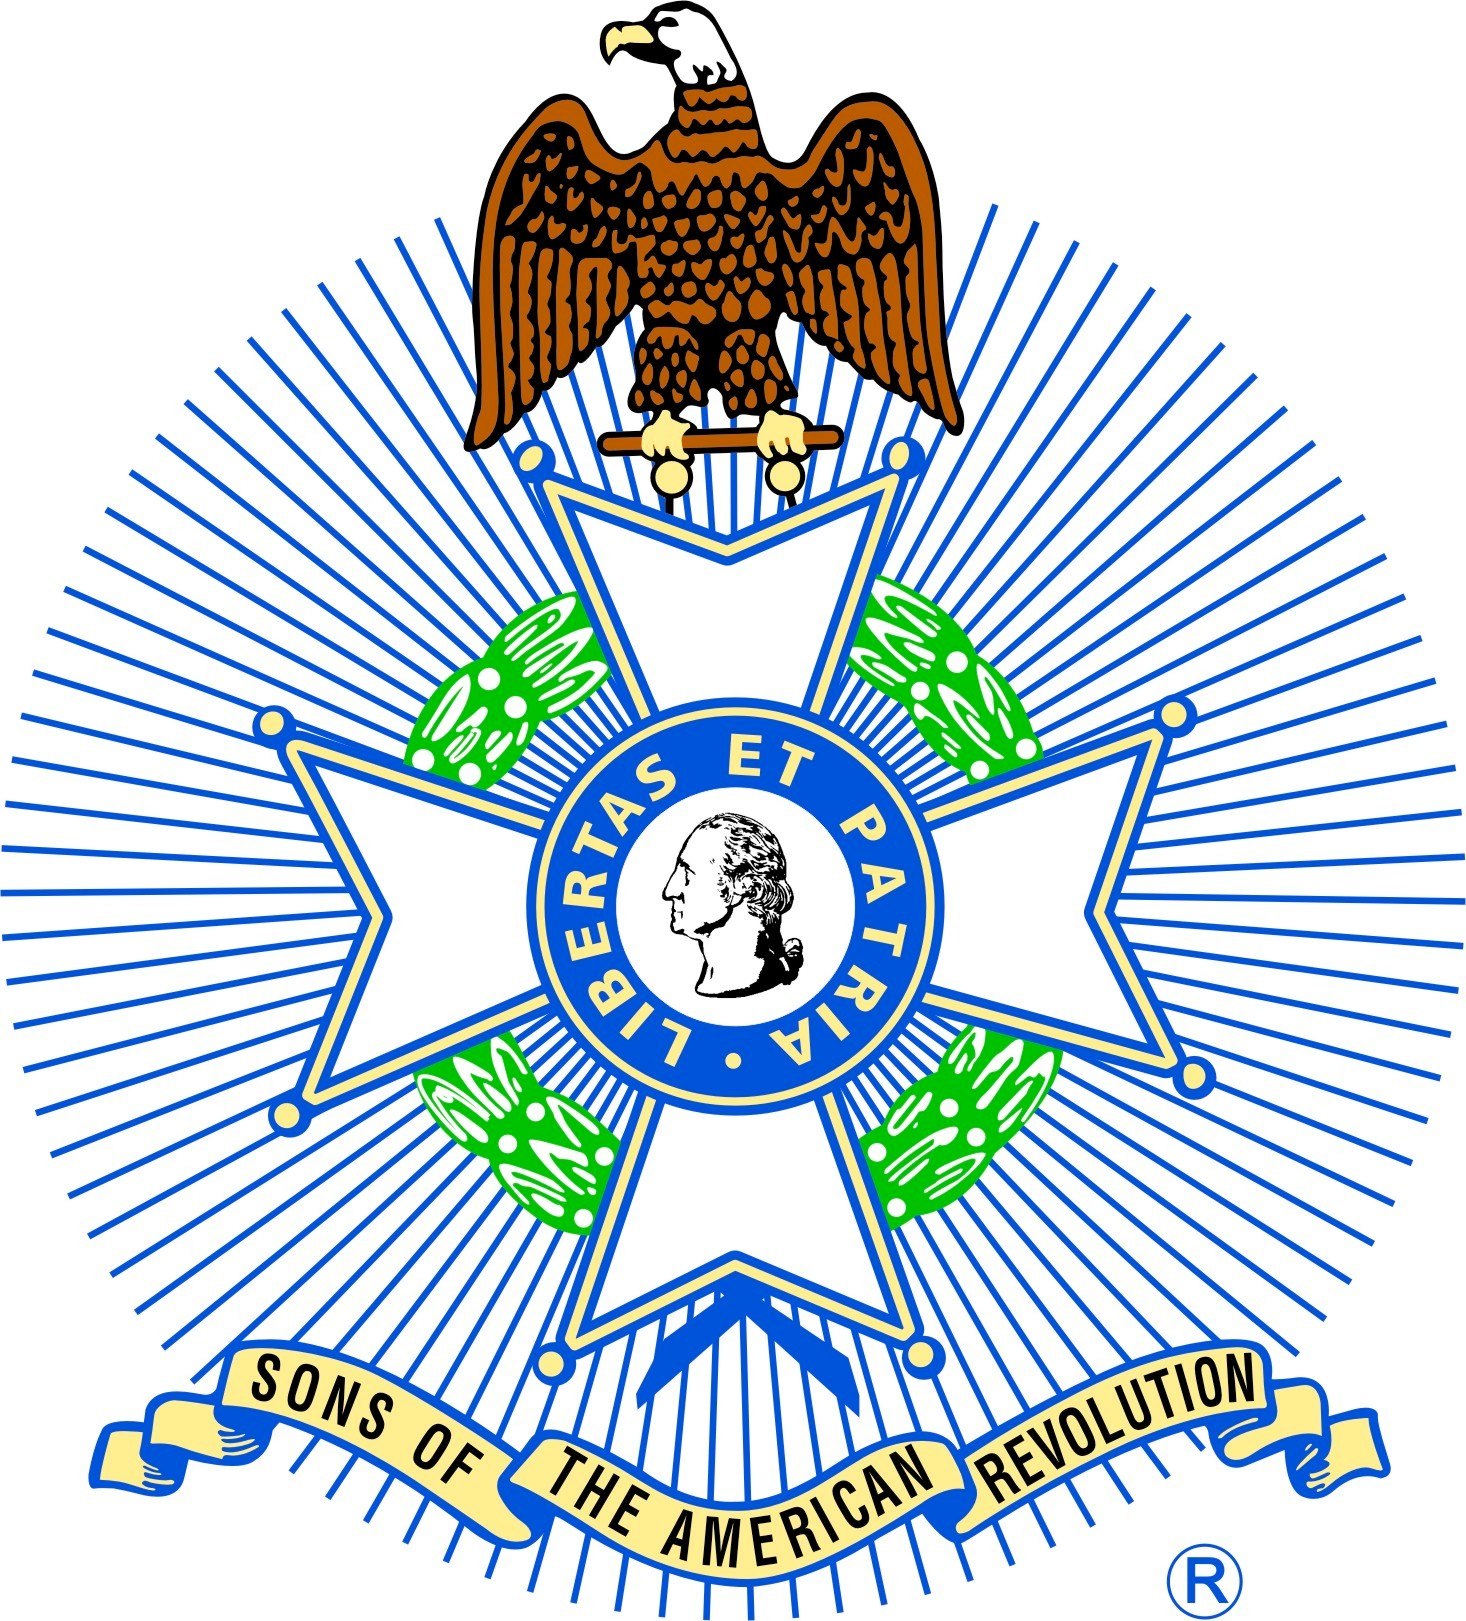 LIBERTAS ET PATRIA •
SONS OF THE AMERICAN REVOLUTION
®